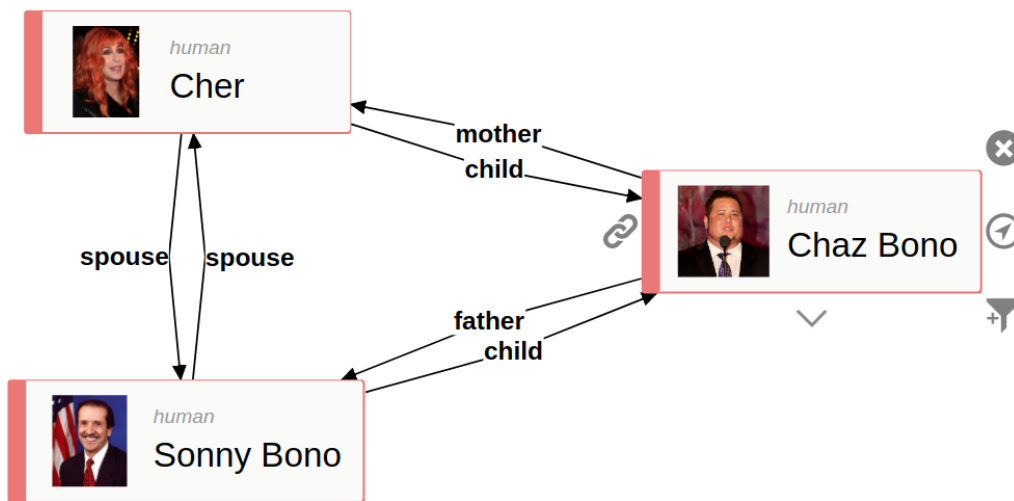 human
Cher
mother
child
human
Chaz Bono
spouse
spouse
father
child
human
Sonny Bono